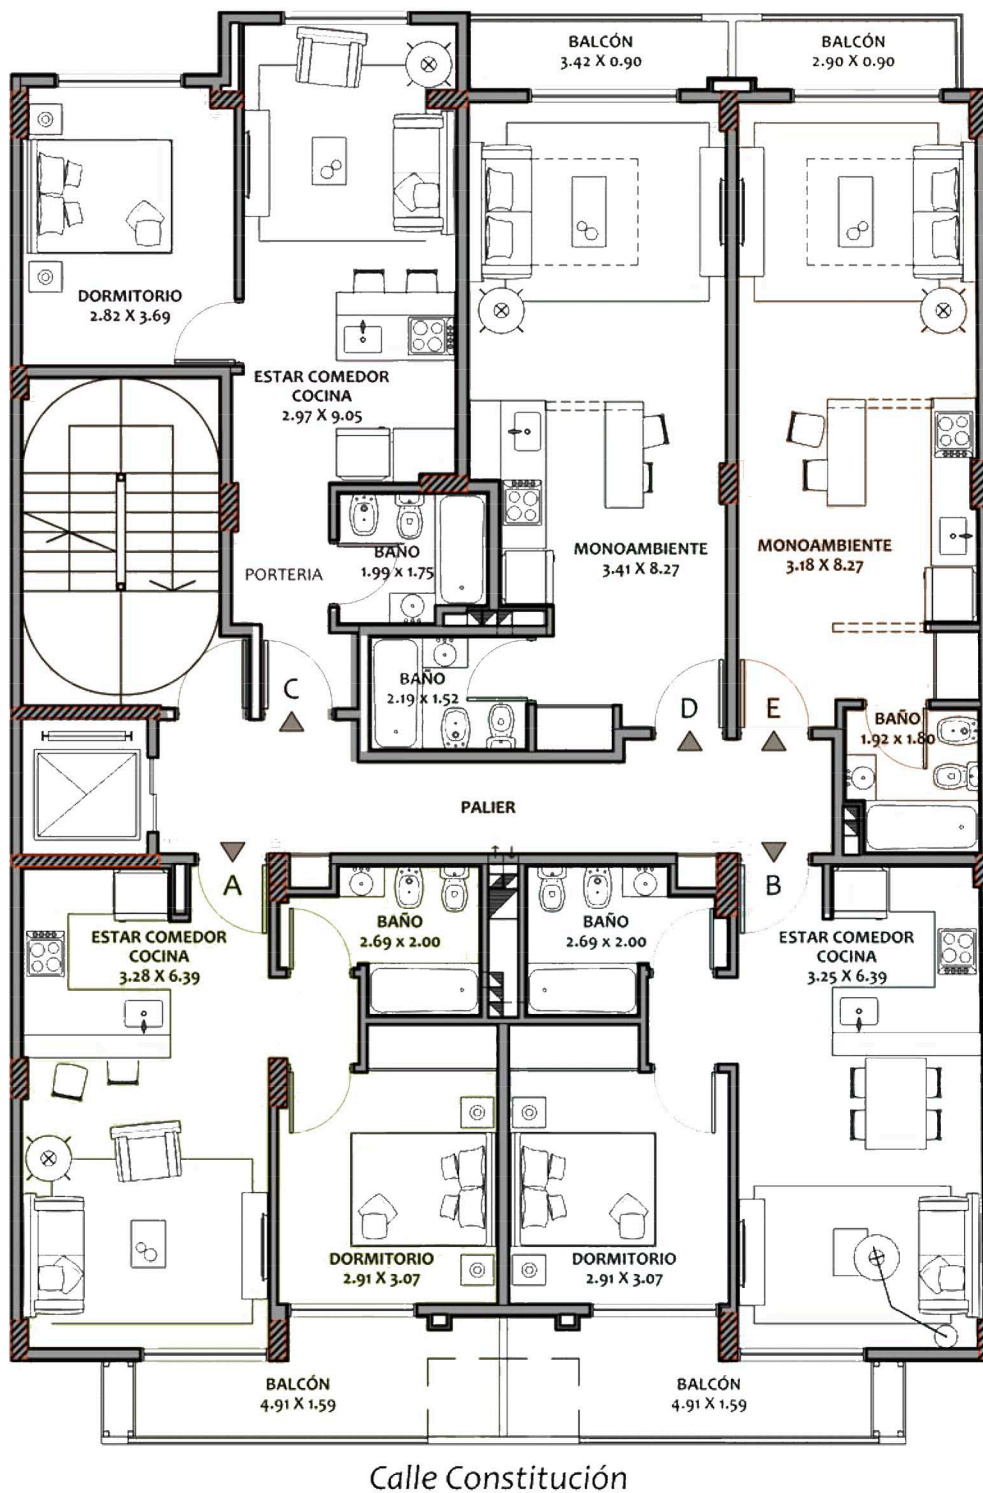 BALCÓN
3.42 X 0.90
BALCÓN
2.90 X 0.90
DORMITORIO
2.82 X 3.69
ESTAR COMEDOR
COCINA
2.97 X 9.05
MONOAMBIENTE
3.41 X 8.27
MONOAMBIENTE
3.18 X 8.27
BAÑO
1.99 x 1.75
PORTERIA
BAÑO
2.19 x 1.52
C
D
E
BAÑO
1.92 x 1.80
PALIER
A
B
ESTAR COMEDOR
COCINA
3.28 X 6.39
BAÑO
2.69 x 2.00
BAÑO
2.69 x 2.00
ESTAR COMEDOR
COCINA
3.25 X 6.39
DORMITORIO
2.91 X 3.07
DORMITORIO
2.91 X 3.07
BALCÓN
4.91 X 1.59
BALCÓN
4.91 X 1.59
Calle Constitución